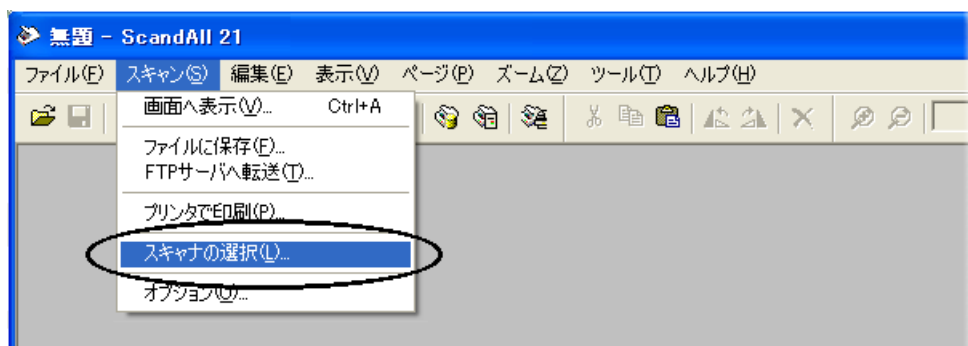 無題 - ScandAll 21
ファイル(F) スキャン(S) 編集(E) 表示(V) ページ(P) ズーム(Z) ツール(T) ヘルプ(H)
画面へ表示(V)... Ctrl+A
ファイルに保存(F)...
FTPサーバへ転送(T)...
プリンタで印刷(P)...
スキャナの選択(L)...
オプション(O)...